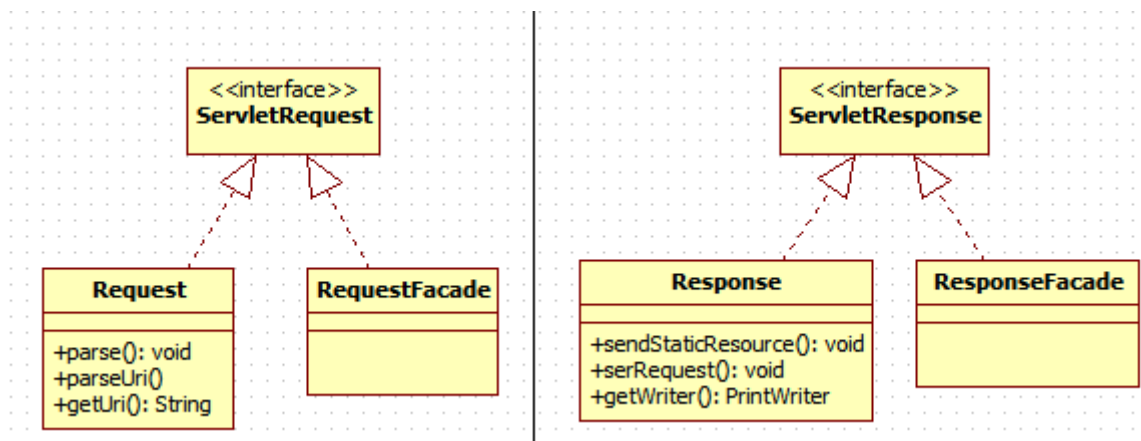 <<interface>>
ServletRequest
Request
+parse(): void
+parseUri()
+getUri(): String
RequestFacade
<<interface>>
ServletResponse
Response
+sendStaticResource(): void
+serRequest(): void
+getWriter(): PrintWriter
ResponseFacade